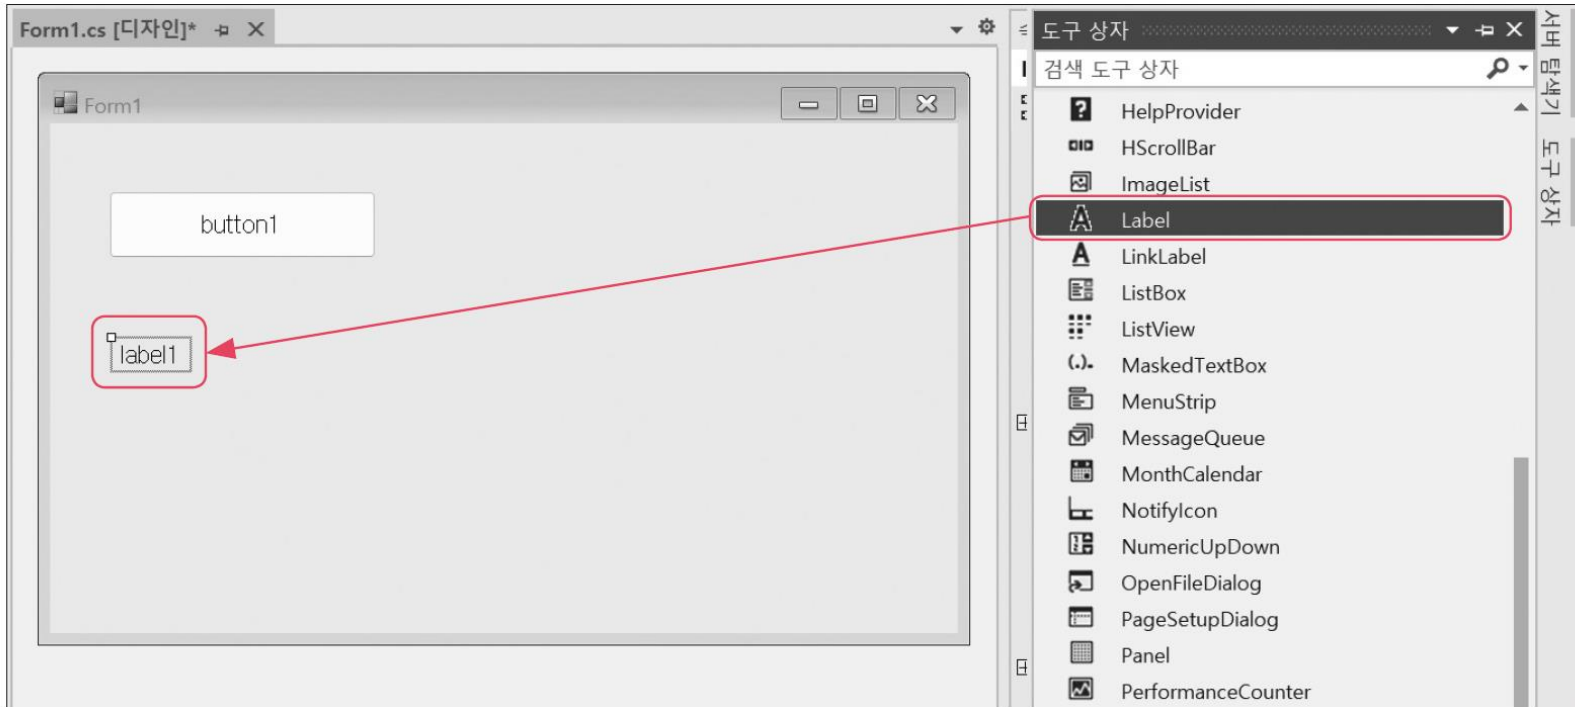 Form1.cs [디자인]*
Form1
button1
label1
도구 상자
검색 도구 상자
HelpProvider
HScrollBar
ImageList
Label
LinkLabel
ListBox
ListView
MaskedTextBox
MenuStrip
MessageQueue
MonthCalendar
NotifyIcon
NumericUpDown
OpenFileDialog
PageSetupDialog
Panel
PerformanceCounter
서버 탐색기
도구 상자